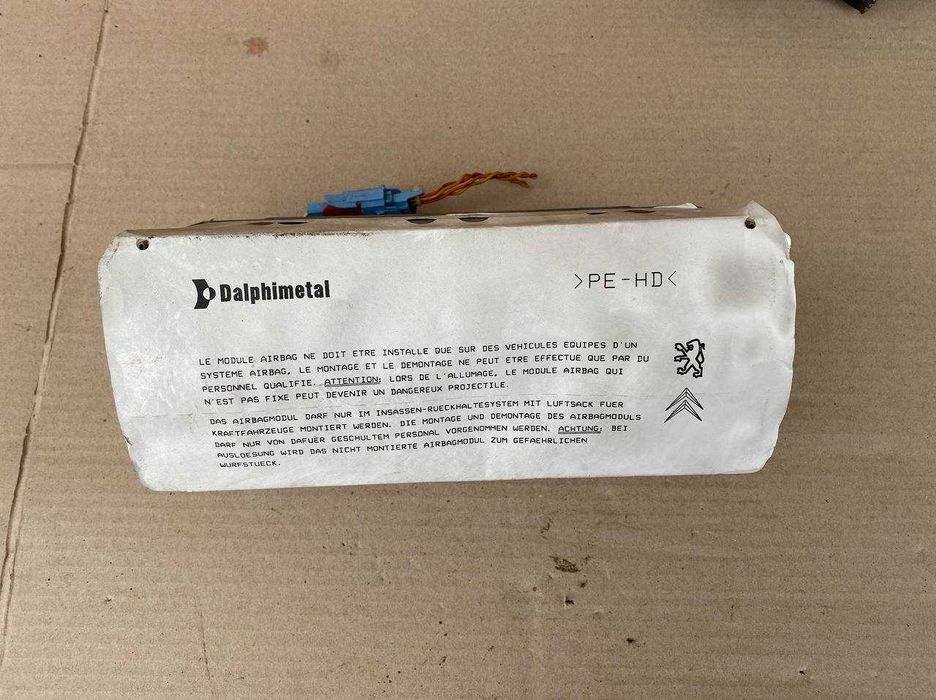 Dalphimetal
>PE-HD<
LE MODULE AIRBAG NE DOIT ETRE INSTALLE QUE SUR DES VEHICULES EQUIPES D'UN
SYSTEME AIRBAG, LE MONTAGE ET LE DEMONTAGE NE PEUT ETRE EFFECTUE QUE PAR DU
PERSONNEL QUALIFIE. ATTENTION: LORS DE L'ALLUMAGE, LE MODULE AIRBAG QUI
N'EST PAS FIXE PEUT DEVENIR UN DANGEREUX PROJECTILE.
DAS AIRBAGMODUL DARF NUR IM INSASSEN-RUECKHALTESYSTEM MIT LUFTSACK FUER
KRAFTFAHRZEUGE MONTIERT WERDEN. DIE MONTAGE UND DEMONTAGE DES AIRBAGMODULS
DARF NUR VON DAFUER GESCHULTEM PERSONAL VORGENOMMEN WERDEN. ACHTUNG: BEI
AUSLOESUNG WIRD DAS NICHT MONTIERTE AIRBAGMODUL ZUM GEFAEHRLICHEN
WURFSTUECK.